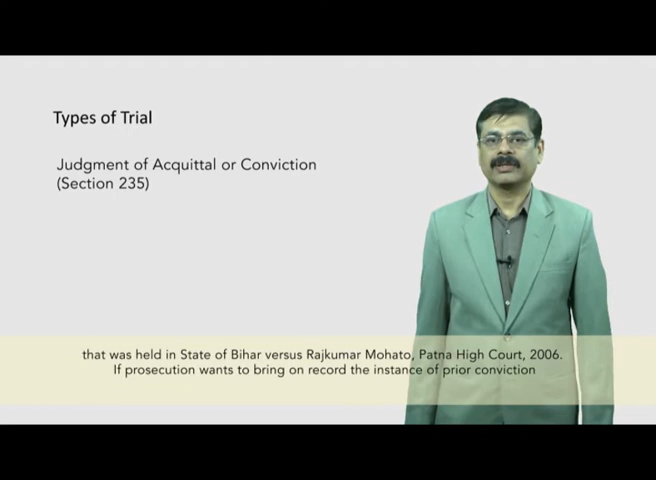 Types of Trial
Judgment of Acquittal or Conviction
(Section 235)
that was held in State of Bihar versus Rajkumar Mohato, Patna High Court, 2006.
If prosecution wants to bring on record the instance of prior conviction